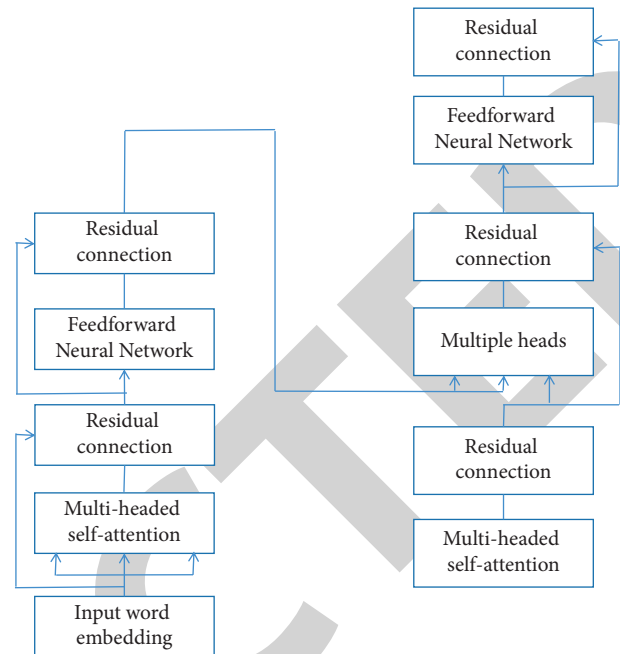 Residual
connection
Feedforward
Neural Network
Residual
connection
Multi-headed
self-attention
Input word
embedding
Residual
connection
Feedforward
Neural Network
Residual
connection
Multiple heads
Residual
connection
Multi-headed
self-attention